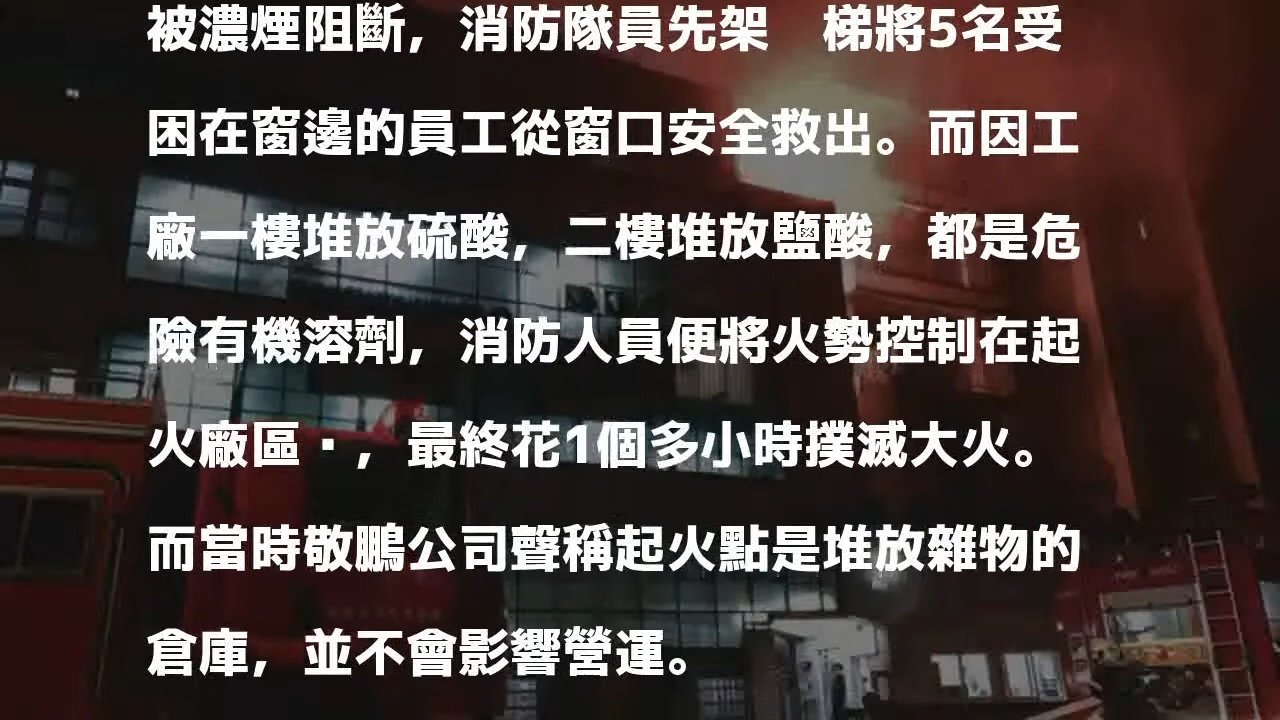 被濃煙阻斷，消防隊員先架　梯將5名受
困在窗邊的員工從窗口安全救出。而因工
廠一樓堆放硫酸，二樓堆放鹽酸，都是危
險有機溶劑，消防人員便將火勢控制在起
火廠區·，最終花1個多小時撲滅大火。
而當時敬鵬公司聲稱起火點是堆放雜物的
倉庫，並不會影響營運。